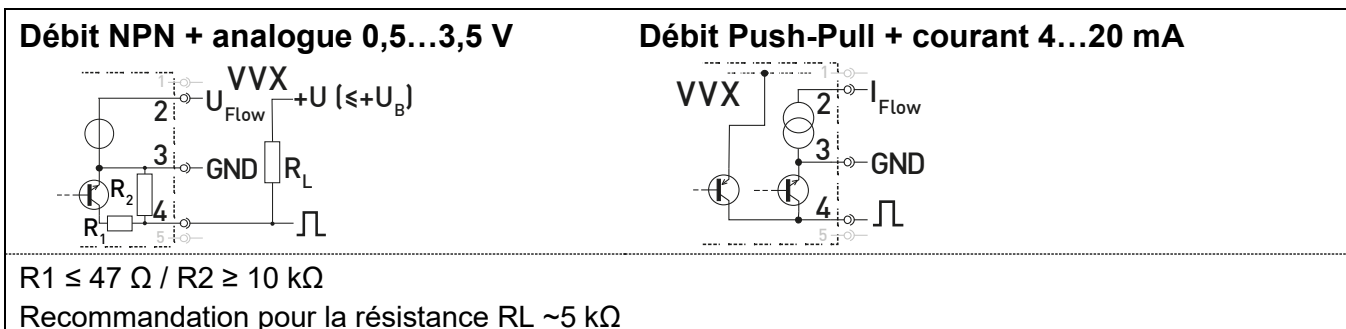 Débit NPN + analogue 0,5…3,5 V
1
VVX
2
U Flow
+U (≤+U B)
3
GND
R L
R 2
4
R 1
5
Débit Push-Pull + courant 4…20 mA
1
VVX
2
I Flow
3
GND
4
5
R1 ≤ 47 Ω / R2 ≥ 10 kΩ
Recommandation pour la résistance RL ~5 kΩ